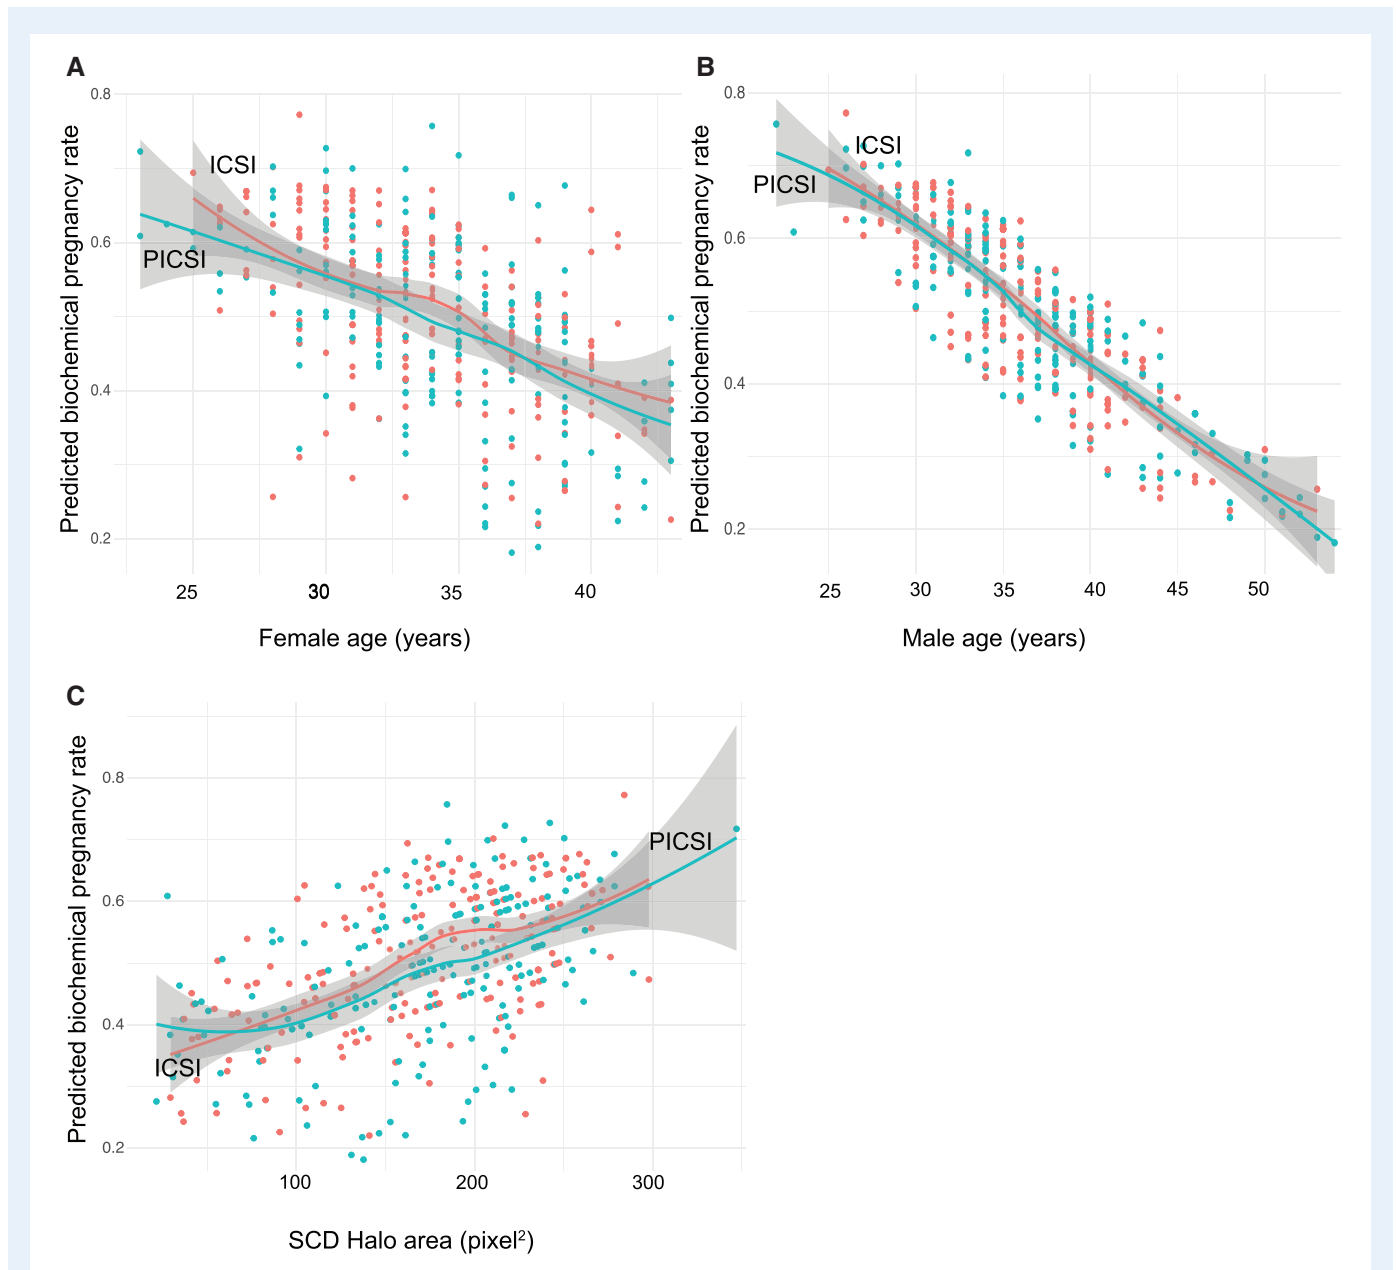 A
Predicted biochemical pregnancy rate
0.8
0.6
0.4
0.2
ICSI
PICSI
25 30 35 40
Female age (years)
B
Predicted biochemical pregnancy rate
0.8
0.6
0.4
0.2
ICSI
PICSI
25 30 35 40 45 50
Male age (years)
C
Predicted biochemical pregnancy rate
0.8
0.6
0.4
0.2
PICSI
ICSI
100 200 300
SCD Halo area (pixel²)